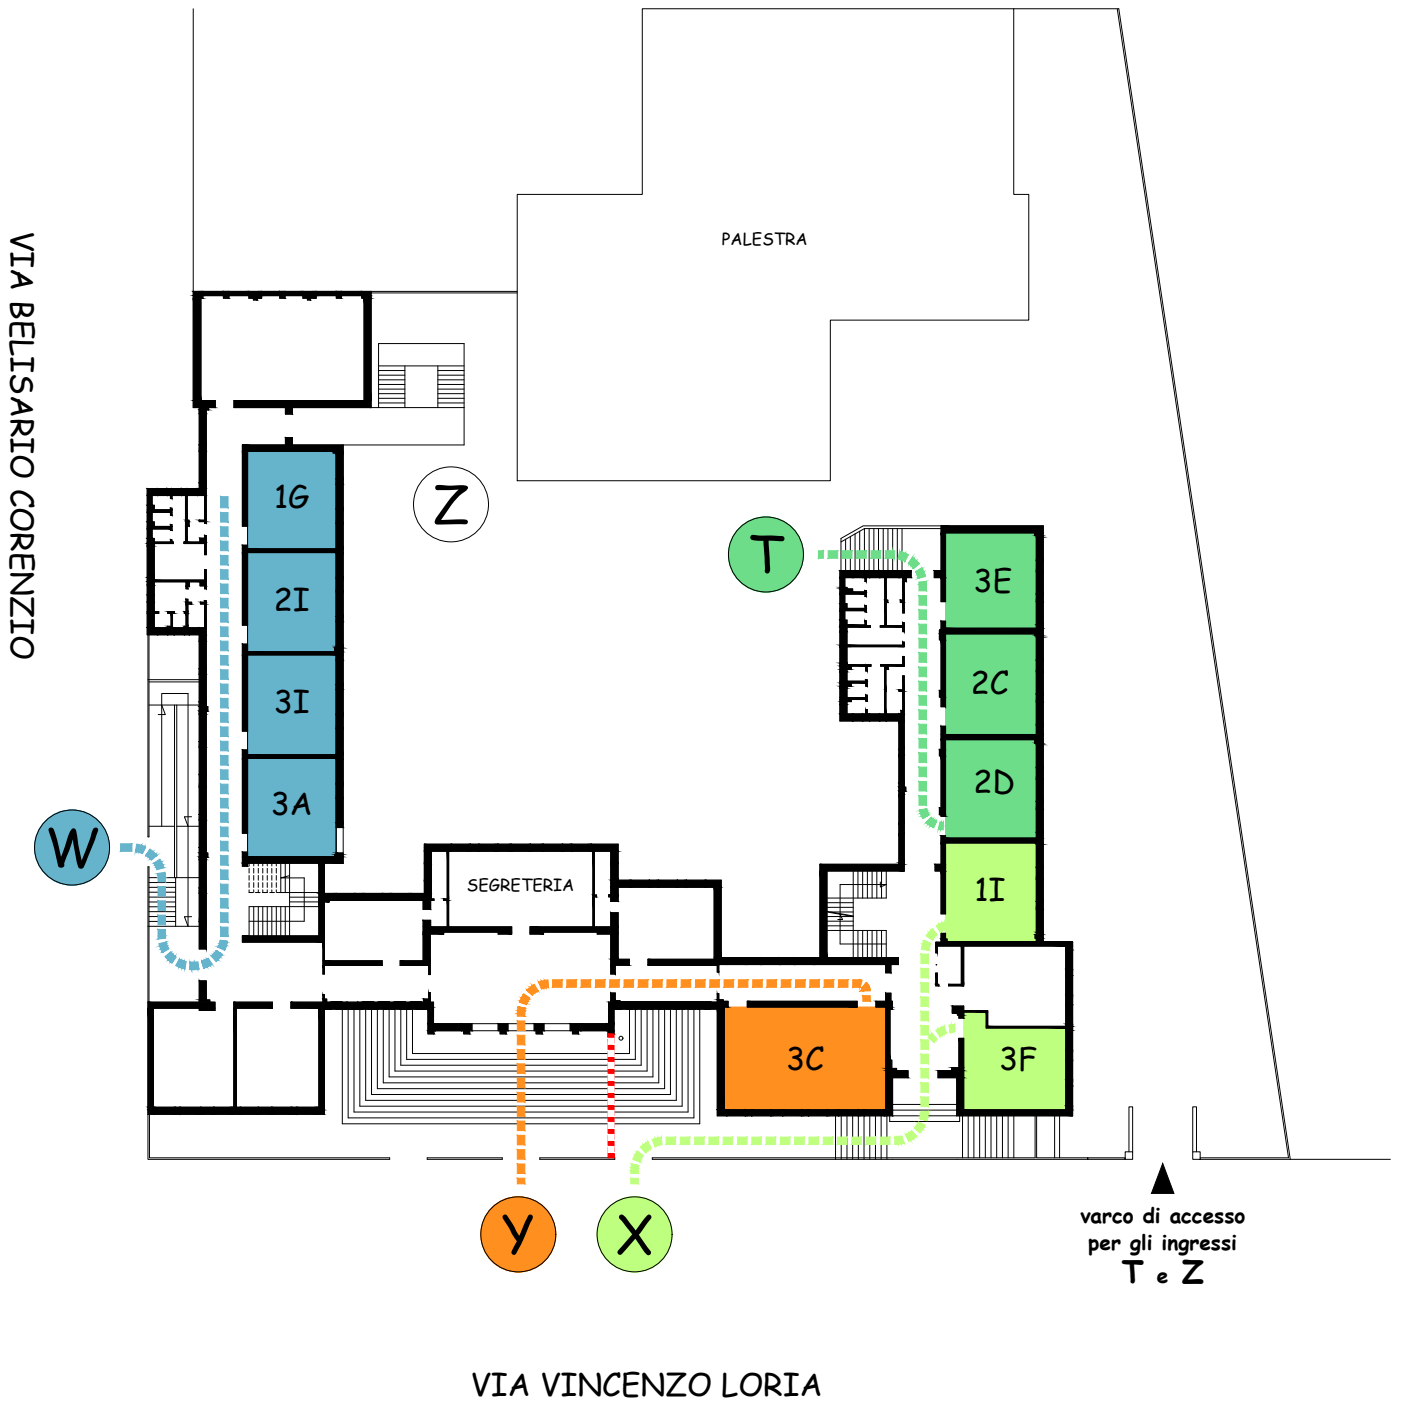 PALESTRA
VIA BELISARIO CORENZIO
1G
Z
2I
T
3E
3I
2C
3A
2D
W
SEGRETERIA
1I
3C
3F
Y
X
varco di accesso
per gli ingressi
T e Z
VIA VINCENZO LORIA